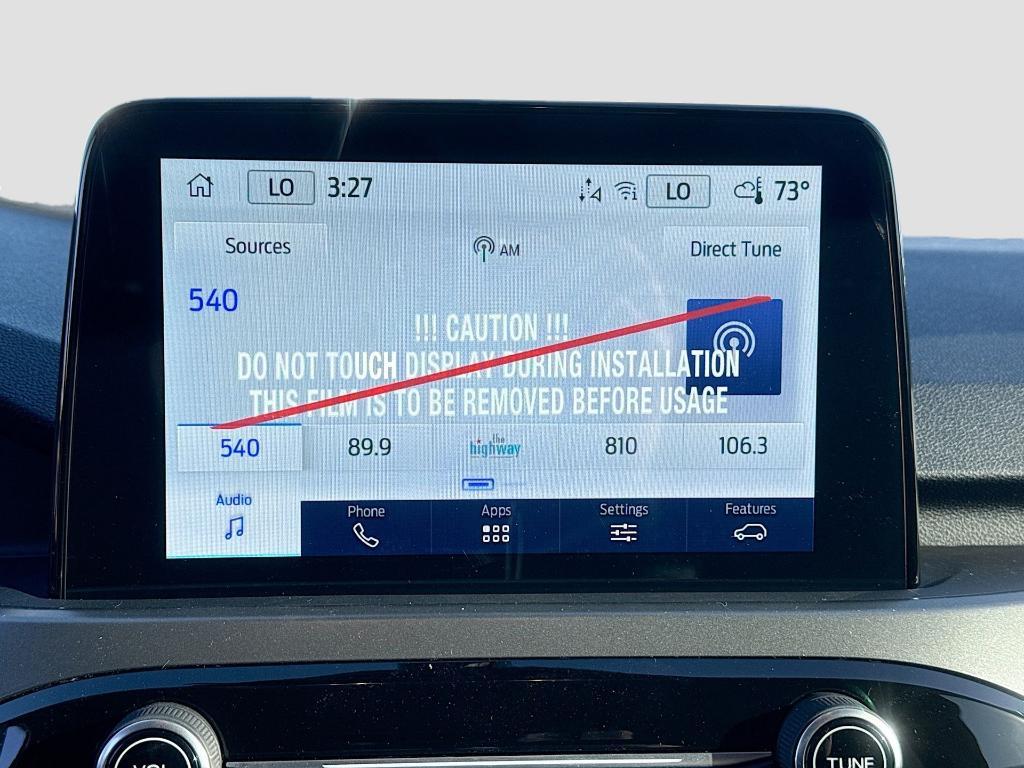 LO 3:27 LO 73°
Sources AM Direct Tune
540
!!! CAUTION !!!
DO NOT TOUCH DISPLAY DURING INSTALLATION
THIS FILM IS TO BE REMOVED BEFORE USAGE
540 89.9 the highway 810 106.3
Audio Phone Apps Settings Features
VOL TUNE